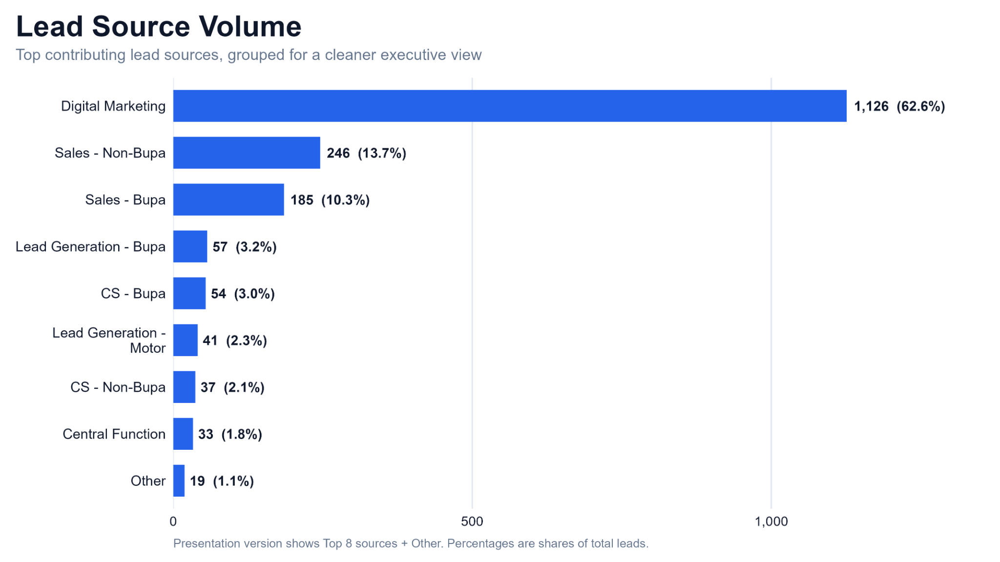 Lead Source Volume
Top contributing lead sources, grouped for a cleaner executive view
Digital Marketing 1,126 (62.6%)
Sales - Non-Bupa 246 (13.7%)
Sales - Bupa 185 (10.3%)
Lead Generation - Bupa 57 (3.2%)
CS - Bupa 54 (3.0%)
Lead Generation -
Motor 41 (2.3%)
CS - Non-Bupa 37 (2.1%)
Central Function 33 (1.8%)
Other 19 (1.1%)
0 500 1,000
Presentation version shows Top 8 sources + Other. Percentages are shares of total leads.